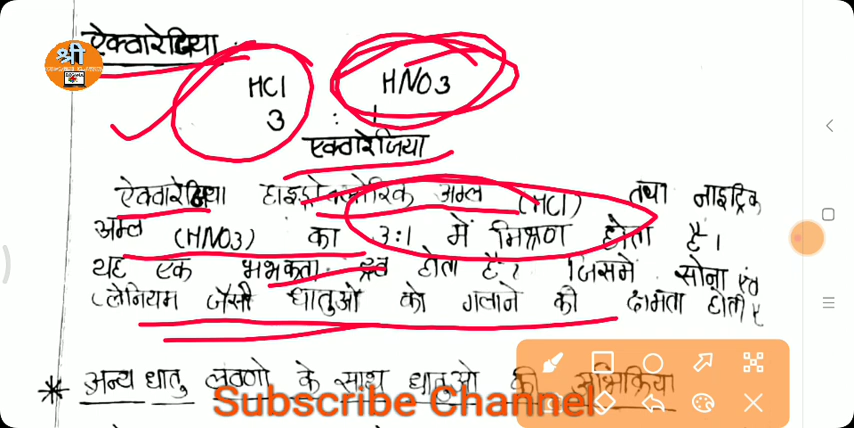 ऐक्वारेजिया :
श्री
HCl
HNO3
3 : 1
एक्वारेजिया
ऐक्वारेजिया हाइड्रोक्लोरिक अम्ल (HCl) तथा नाइट्रिक
अम्ल (HNO3) का 3:1 में मिश्रण होता है।
यह एक भभकता द्रव होता है। जिसमें सोना एवं
प्लेनियम जैसी धातुओ को गलाने की क्षमता होती
* अन्य धातु लवणो के साथ धातुओ की अभिक्रिया
Subscribe Channel